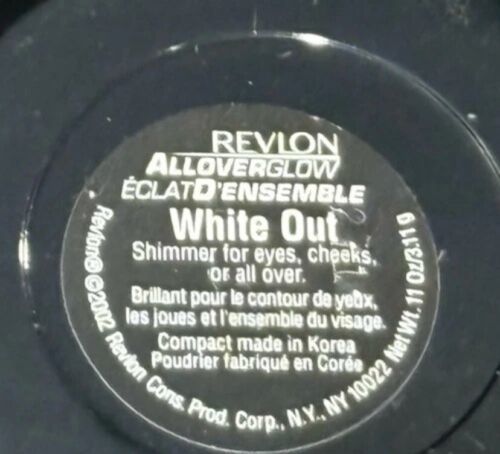 REVLON
ALLOVERGLOW
ÉCLATD'ENSEMBLE
White Out
Shimmer for eyes, cheeks,
or all over.
Brillant pour le contour de yeux,
les joues et l'ensemble du visage.
Compact made in Korea
Poudrier fabriqué en Corée
Revlon® ©2002 Revlon Cons. Prod. Corp., N.Y., NY 10022 Net Wt. .11 Oz/3.11 g